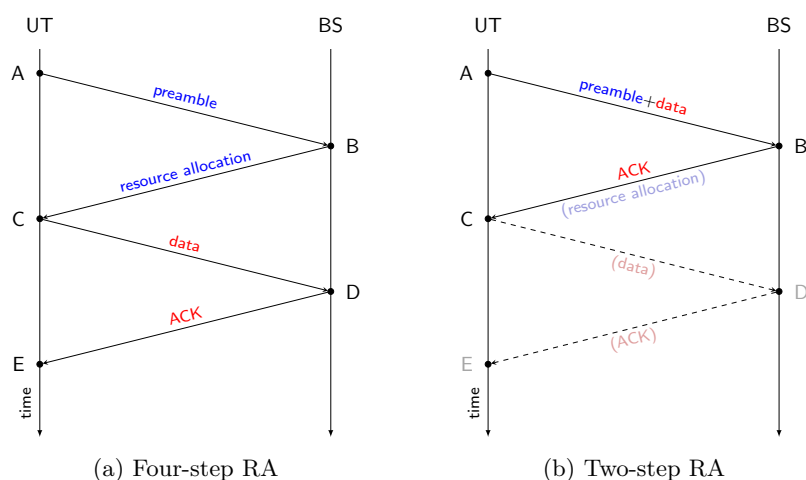 UT
BS
A
preamble
B
resource allocation
C
data
D
ACK
E
time
(a) Four-step RA
UT
BS
A
preamble+data
B
ACK
(resource allocation)
C
(data)
D
(ACK)
E
time
(b) Two-step RA